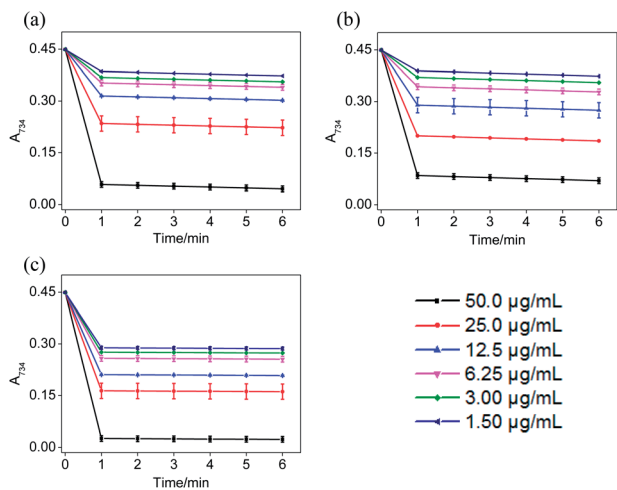 (a)
0.45
0.30
0.15
0.00
A734
0 1 2 3 4 5 6
Time/min
(b)
0.45
0.30
0.15
0.00
A734
0 1 2 3 4 5 6
Time/min
(c)
0.45
0.30
0.15
0.00
A734
0 1 2 3 4 5 6
Time/min
50.0 µg/mL
25.0 µg/mL
12.5 µg/mL
6.25 µg/mL
3.00 µg/mL
1.50 µg/mL